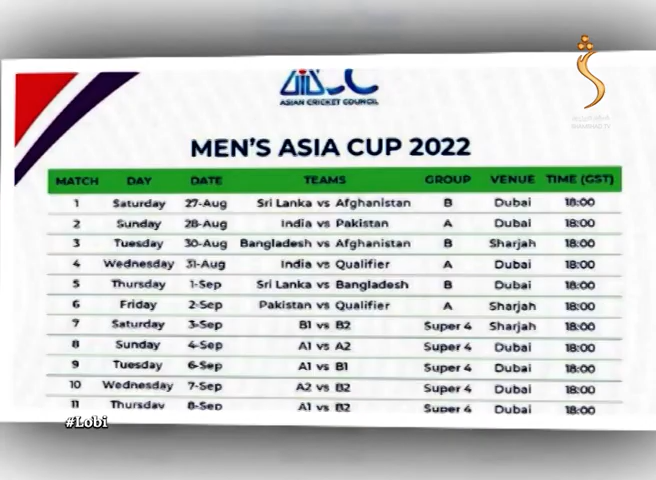 ASIAN CRICKET COUNCIL
MEN'S ASIA CUP 2022
MATCH DAY DATE TEAMS GROUP VENUE TIME (GST)
1 Saturday 27-Aug Sri Lanka vs Afghanistan B Dubai 18:00
2 Sunday 28-Aug India vs Pakistan A Dubai 18:00
3 Tuesday 30-Aug Bangladesh vs Afghanistan B Sharjah 18:00
4 Wednesday 31-Aug India vs Qualifier A Dubai 18:00
5 Thursday 1-Sep Sri Lanka vs Bangladesh B Dubai 18:00
6 Friday 2-Sep Pakistan vs Qualifier A Sharjah 18:00
7 Saturday 3-Sep B1 vs B2 Super 4 Sharjah 18:00
8 Sunday 4-Sep A1 vs A2 Super 4 Dubai 18:00
9 Tuesday 6-Sep A1 vs B1 Super 4 Dubai 18:00
10 Wednesday 7-Sep A2 vs B2 Super 4 Dubai 18:00
11 Thursday 8-Sep A1 vs B2 Super 4 Dubai 18:00
#Lobi